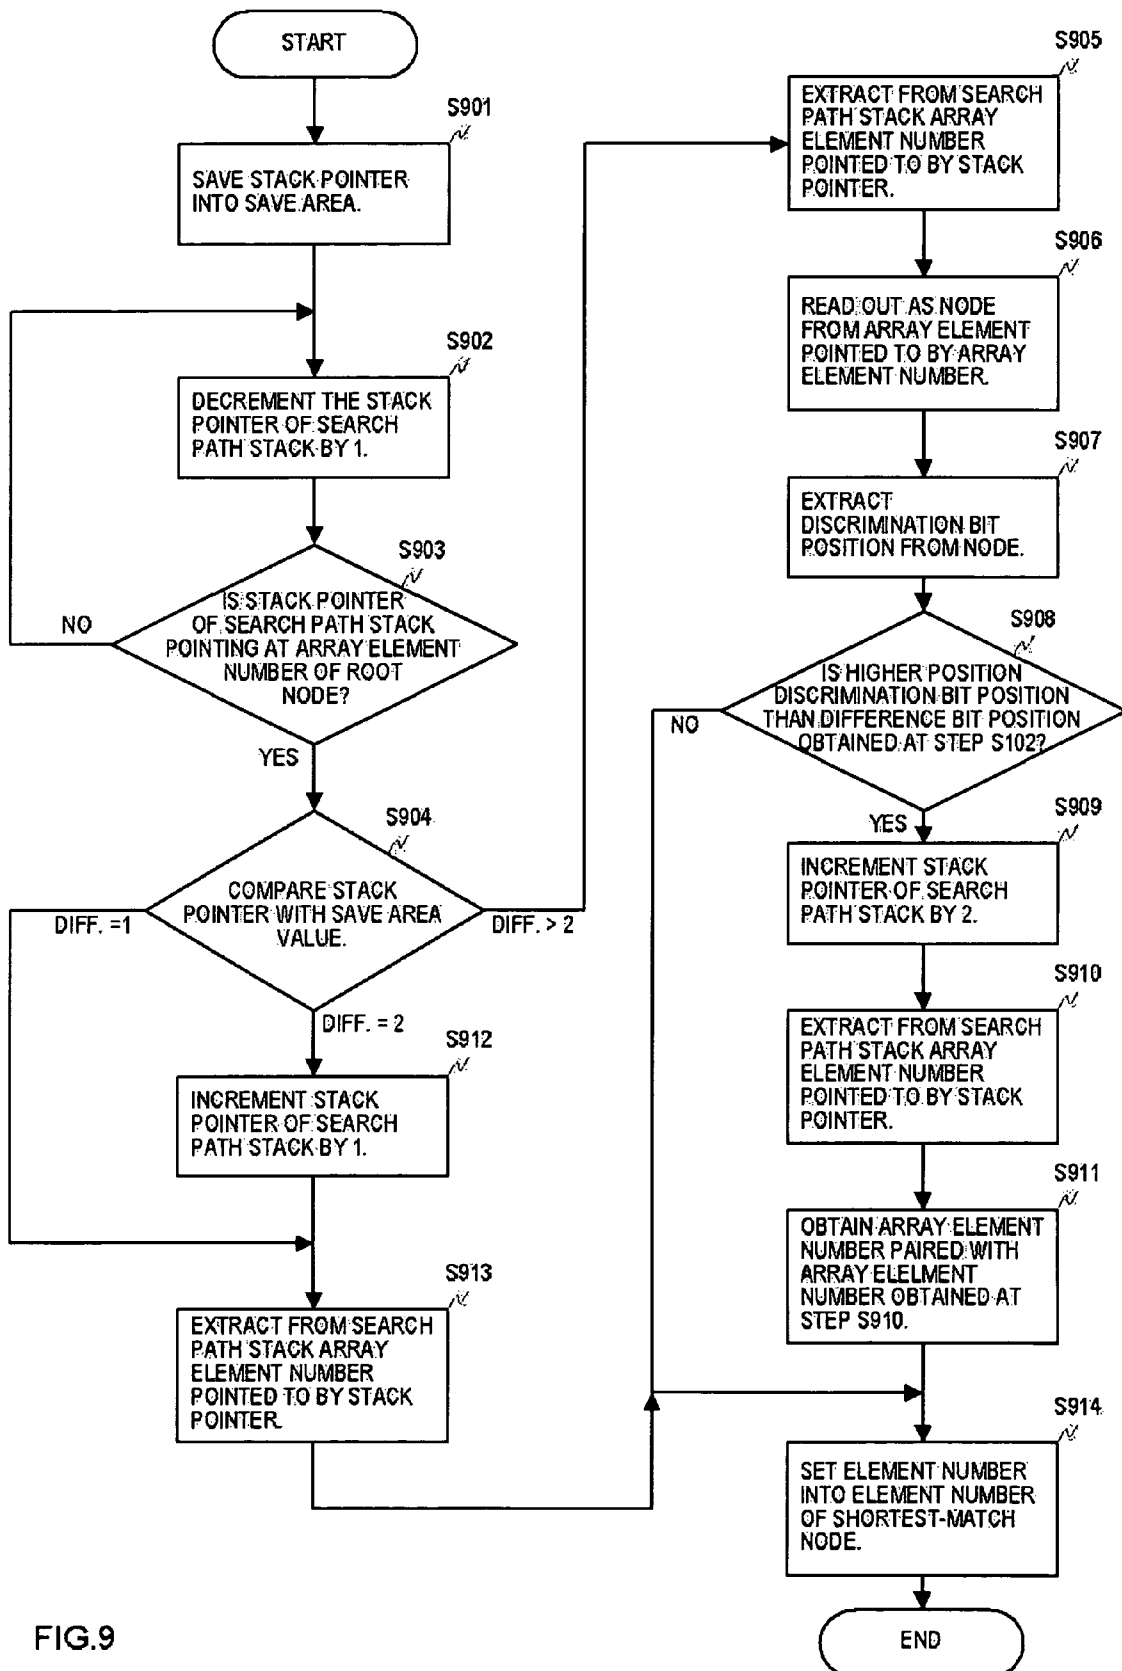 START
S901
SAVE STACK POINTER
INTO SAVE AREA.
S902
DECREMENT THE STACK
POINTER OF SEARCH
PATH STACK BY 1.
S903
IS STACK POINTER
OF SEARCH PATH STACK
POINTING AT ARRAY ELEMENT
NUMBER OF ROOT
NODE?
NO
YES
S904
COMPARE STACK
POINTER WITH SAVE AREA
VALUE.
DIFF. =1
DIFF. > 2
DIFF. = 2
S912
INCREMENT STACK
POINTER OF SEARCH
PATH STACK BY 1.
S913
EXTRACT FROM SEARCH
PATH STACK ARRAY
ELEMENT NUMBER
POINTED TO BY STACK
POINTER.
S905
EXTRACT FROM SEARCH
PATH STACK ARRAY
ELEMENT NUMBER
POINTED TO BY STACK
POINTER.
S906
READ OUT AS NODE
FROM ARRAY ELEMENT
POINTED TO BY ARRAY
ELEMENT NUMBER.
S907
EXTRACT
DISCRIMINATION BIT
POSITION FROM NODE.
S908
IS HIGHER POSITION
DISCRIMINATION BIT POSITION
THAN DIFFERENCE BIT POSITION
OBTAINED AT STEP S102?
NO
YES
S909
INCREMENT STACK
POINTER OF SEARCH
PATH STACK BY 2.
S910
EXTRACT FROM SEARCH
PATH STACK ARRAY
ELEMENT NUMBER
POINTED TO BY STACK
POINTER.
S911
OBTAIN ARRAY ELEMENT
NUMBER PAIRED WITH
ARRAY ELELMENT
NUMBER OBTAINED AT
STEP S910.
S914
SET ELEMENT NUMBER
INTO ELEMENT NUMBER
OF SHORTEST-MATCH
NODE.
END
FIG.9